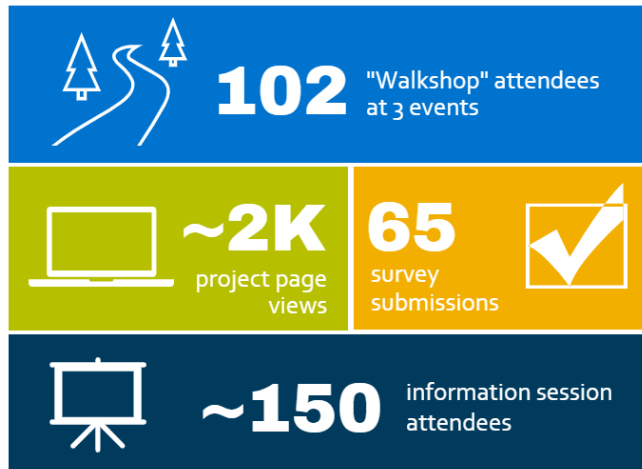 102
"Walkshop" attendees
at 3 events
~2K
project page
views
65
survey
submissions
~150
information session
attendees